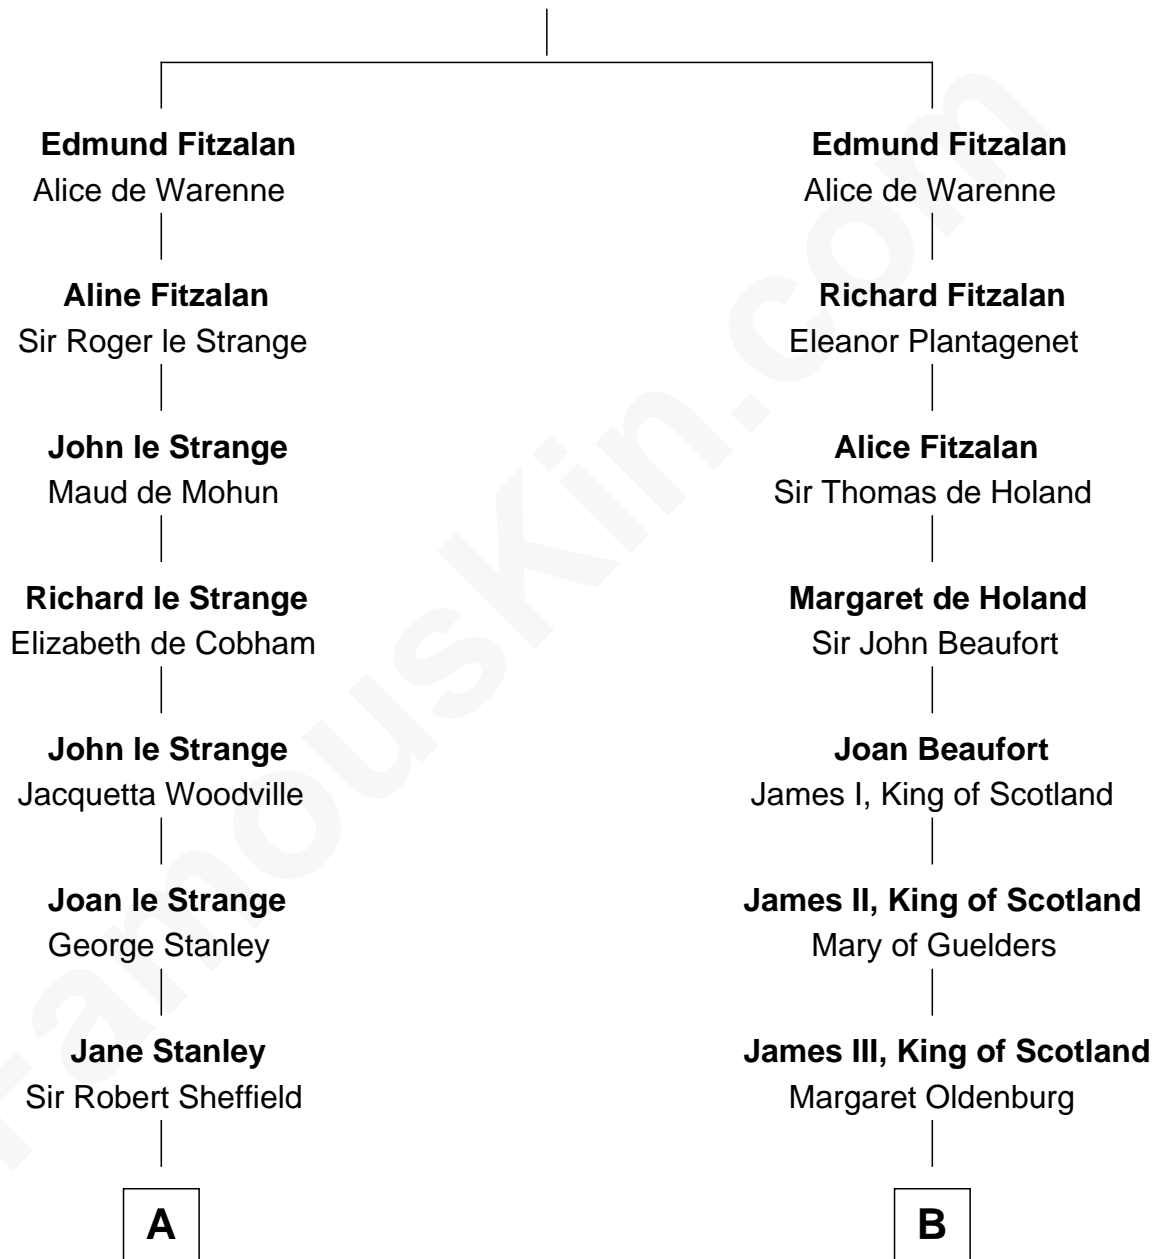 Edmund Fitzalan
Alice de Warenne
Aline Fitzalan
Sir Roger le Strange
John le Strange
Maud de Mohun
Richard le Strange
Elizabeth de Cobham
John le Strange
Jacquetta Woodville
Joan le Strange
George Stanley
Jane Stanley
Sir Robert Sheffield
A
Edmund Fitzalan
Alice de Warenne
Richard Fitzalan
Eleanor Plantagenet
Alice Fitzalan
Sir Thomas de Holand
Margaret de Holand
Sir John Beaufort
Joan Beaufort
James I, King of Scotland
James II, King of Scotland
Mary of Guelders
James III, King of Scotland
Margaret Oldenburg
B
FamousKin.com